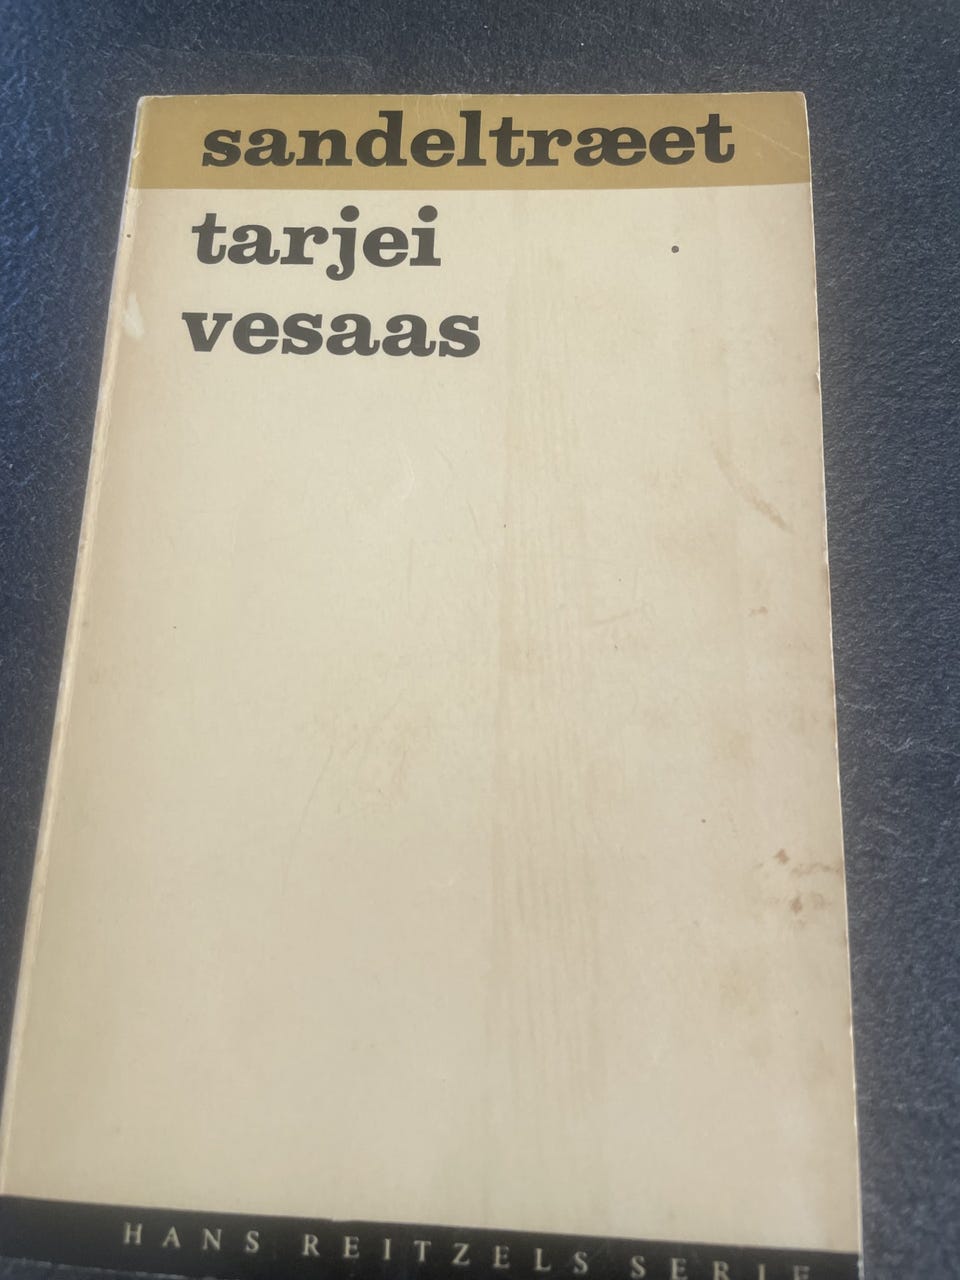 sandeltræet
tarjei
vesaas
HANS REITZELS SERIE